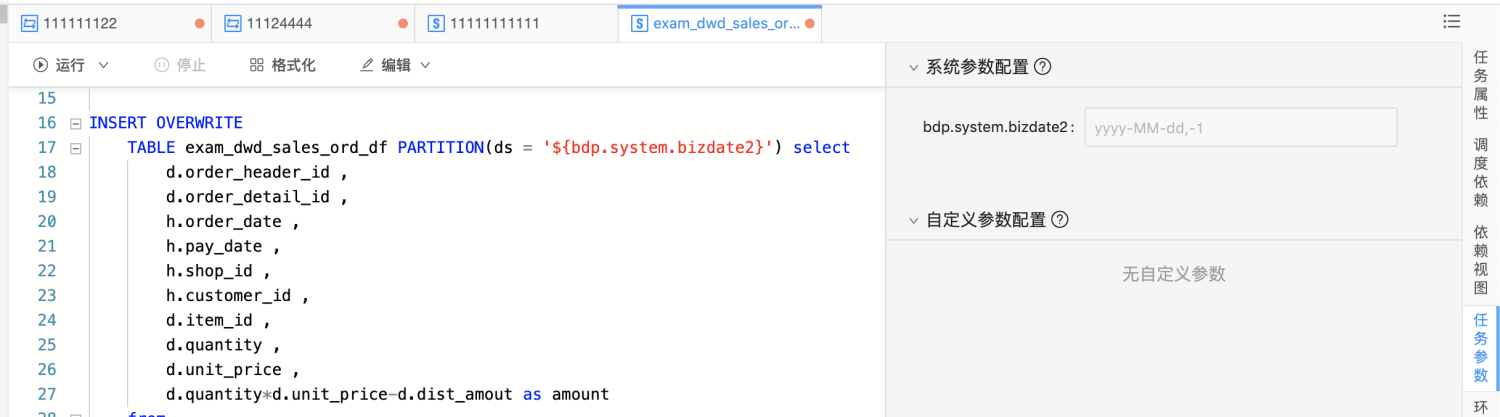 111111122
11124444
11111111111
exam_dwd_sales_or...
运行
停止
格式化
编辑
15
16 INSERT OVERWRITE
17 TABLE exam_dwd_sales_ord_df PARTITION(ds = '${bdp.system.bizdate2}') select
18 d.order_header_id ,
19 d.order_detail_id ,
20 h.order_date ,
21 h.pay_date ,
22 h.shop_id ,
23 h.customer_id ,
24 d.item_id ,
25 d.quantity ,
26 d.unit_price ,
27 d.quantity*d.unit_price-d.dist_amout as amount
28 from
系统参数配置
bdp.system.bizdate2: yyyy-MM-dd,-1
自定义参数配置
无自定义参数
任务属性
调度依赖
依赖视图
任务参数
环